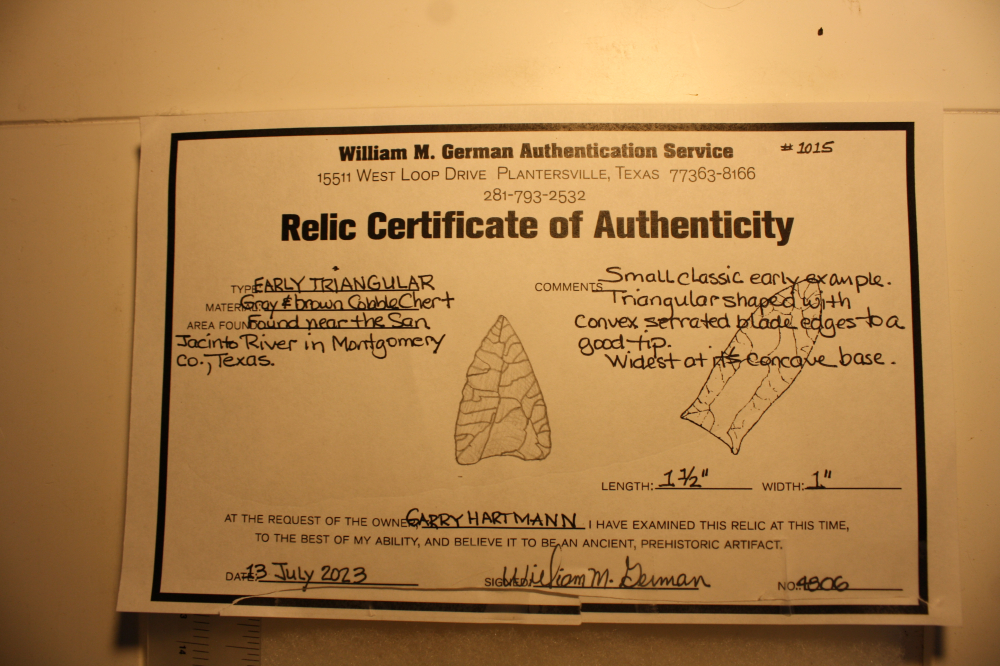 William M. German Authentication Service
# 1015
15511 WEST LOOP DRIVE PLANTERSVILLE, TEXAS 77363-8166
281-793-2532
Relic Certificate of Authenticity
TYPE EARLY TRIANGULAR
MATERIAL Gray & brown Cobble Chert
AREA FOUND Found near the San
Jacinto River in Montgomery
Co., Texas.
COMMENTS Small classic early example.
Triangular shaped with
Convex serrated blade edges to a
good tip.
Widest at its concave base.
LENGTH: 1 1/2" WIDTH: 1"
AT THE REQUEST OF THE OWNER, GARRY HARTMANN I HAVE EXAMINED THIS RELIC AT THIS TIME,
TO THE BEST OF MY ABILITY, AND BELIEVE IT TO BE AN ANCIENT, PREHISTORIC ARTIFACT.
DATE: 13 July 2023 SIGNED: William M. German NO: 4806
14